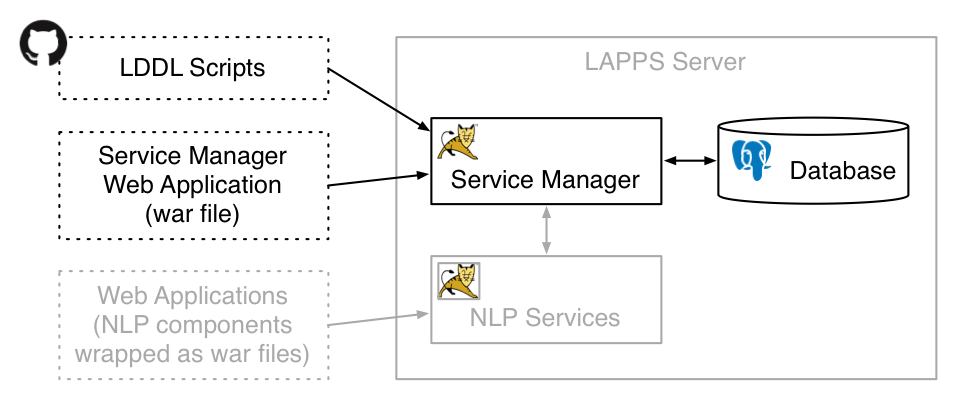 LDDL Scripts
LAPPS Server
Service Manager
Web Application
(war file)
Service Manager
Database
Web Applications
(NLP components
wrapped as war files)
NLP Services